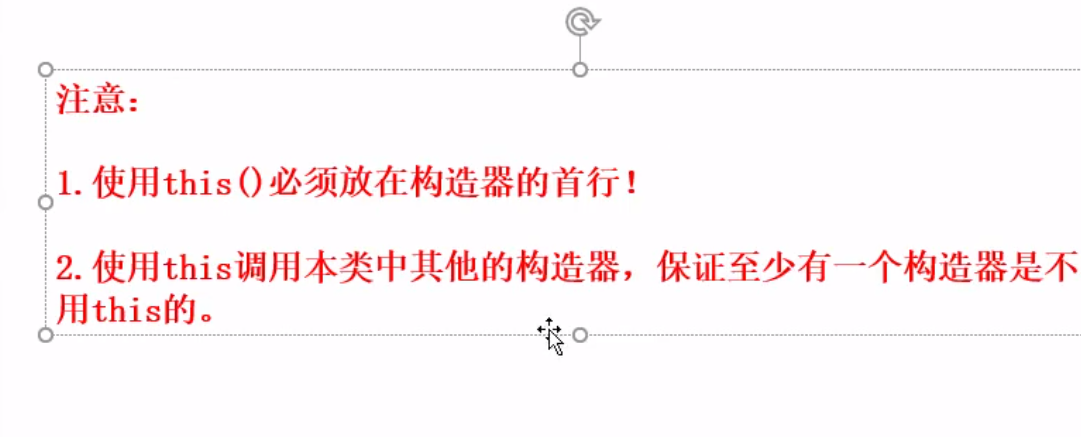 注意：
1.使用this()必须放在构造器的首行！
2.使用this调用本类中其他的构造器，保证至少有一个构造器是不
用this的。